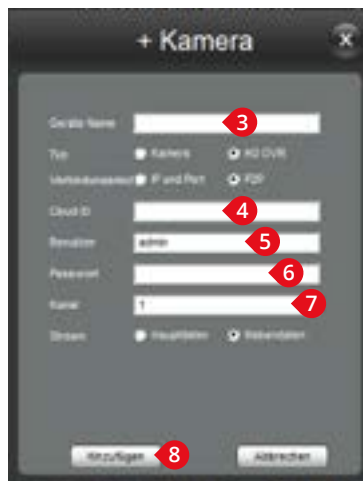 + Kamera
X
Geräte Name 3
Typ Kamera HD DVR
Verbindungsart IP und Port P2P
Cloud ID 4
Benutzer admin 5
Passwort 6
Kanal 1 7
Stream Hauptdaten Nebendaten
Hinzufügen 8 Abbrechen